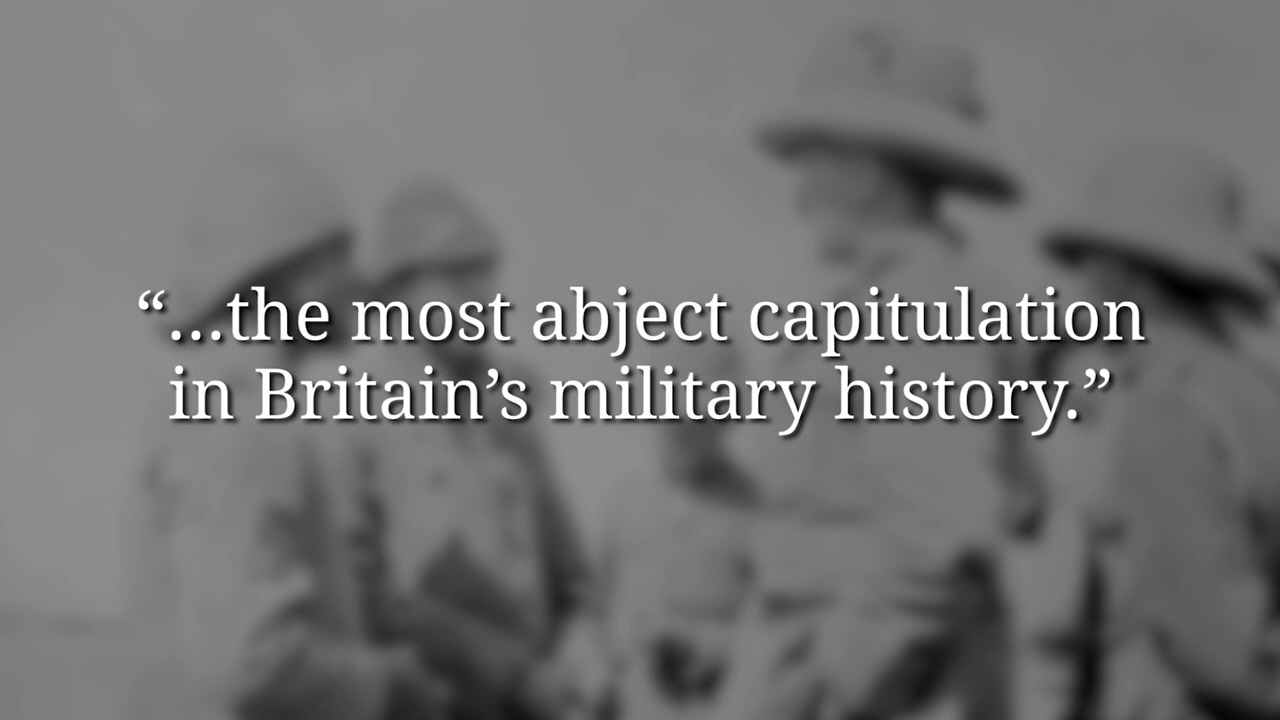 “…the most abject capitulation
in Britain’s military history.”